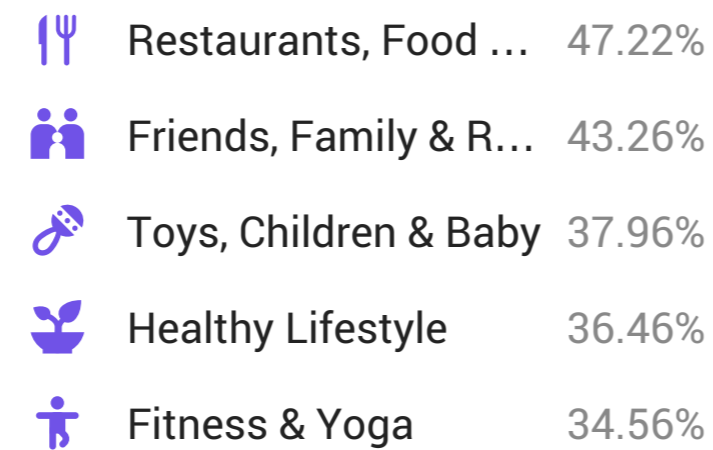 Restaurants, Food ... 47.22%
Friends, Family & R... 43.26%
Toys, Children & Baby 37.96%
Healthy Lifestyle 36.46%
Fitness & Yoga 34.56%